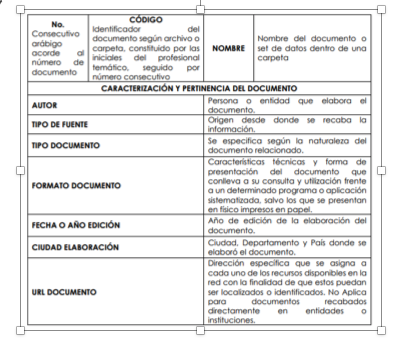 No.
Consecutivo
arábigo
acorde al
número de
documento
CÓDIGO
Identificador del
documento según archivo o
carpeta, constituido por las
iniciales del profesional
temático, seguido por
número consecutivo
NOMBRE
Nombre del documento o
set de datos dentro de una
carpeta
CARACTERIZACIÓN Y PERTINENCIA DEL DOCUMENTO
AUTOR
Persona o entidad que elabora el
documento.
TIPO DE FUENTE
Origen desde donde se recaba la
información.
TIPO DOCUMENTO
Se especifica según la naturaleza del
documento relacionado.
FORMATO DOCUMENTO
Características técnicas y forma de
presentación del documento que
conlleva a su consulta y utilización frente
a un determinado programa o aplicación
sistematizada, salvo los que se presentan
en físico impresos en papel.
FECHA O AÑO EDICIÓN
Año de edición de la elaboración del
documento.
CIUDAD ELABORACIÓN
Ciudad, Departamento y País donde se
elaboró el documento.
URL DOCUMENTO
Dirección específica que se asigna a
cada uno de los recursos disponibles en la
red con la finalidad de que estos puedan
ser localizados o identificados. No Aplica
para documentos recabados
directamente en entidades o
instituciones.